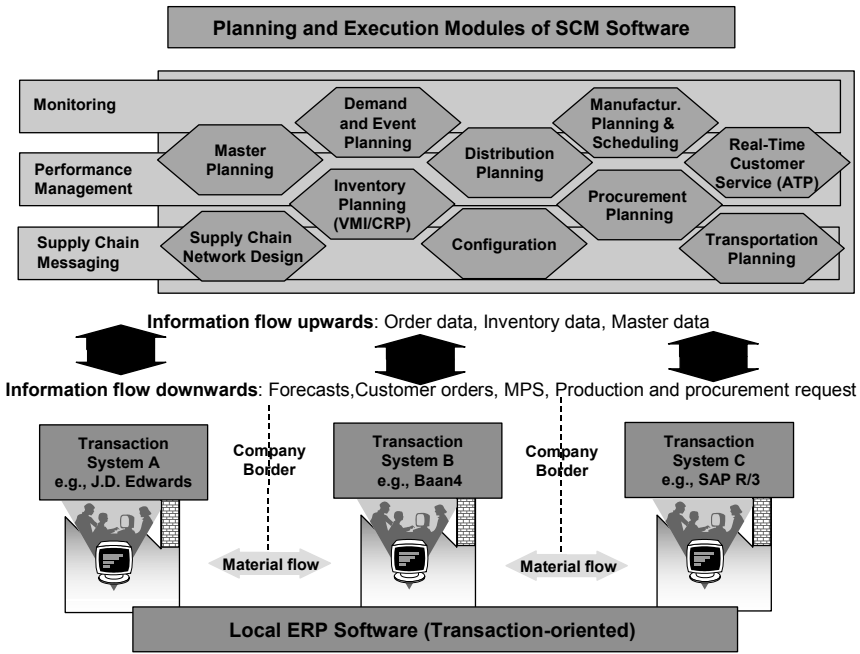 Planning and Execution Modules of SCM Software
Monitoring
Performance
Management
Supply Chain
Messaging
Master
Planning
Demand
and Event
Planning
Distribution
Planning
Manufactur.
Planning &
Scheduling
Real-Time
Customer
Service (ATP)
Supply Chain
Network Design
Inventory
Planning
(VMI/CRP)
Configuration
Procurement
Planning
Transportation
Planning
Information flow upwards: Order data, Inventory data, Master data
Information flow downwards: Forecasts,Customer orders, MPS, Production and procurement request
Transaction
System A
e.g., J.D. Edwards
Company
Border
Transaction
System B
e.g., Baan4
Company
Border
Transaction
System C
e.g., SAP R/3
Material flow
Material flow
Local ERP Software (Transaction-oriented)